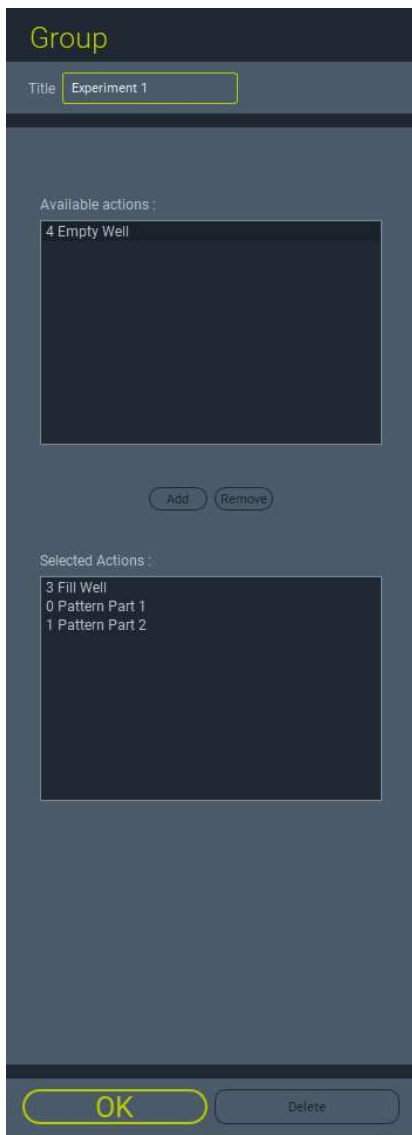 Group
Title Experiment 1
Available actions :
4 Empty Well
Add Remove
Selected Actions :
3 Fill Well
0 Pattern Part 1
1 Pattern Part 2
OK Delete